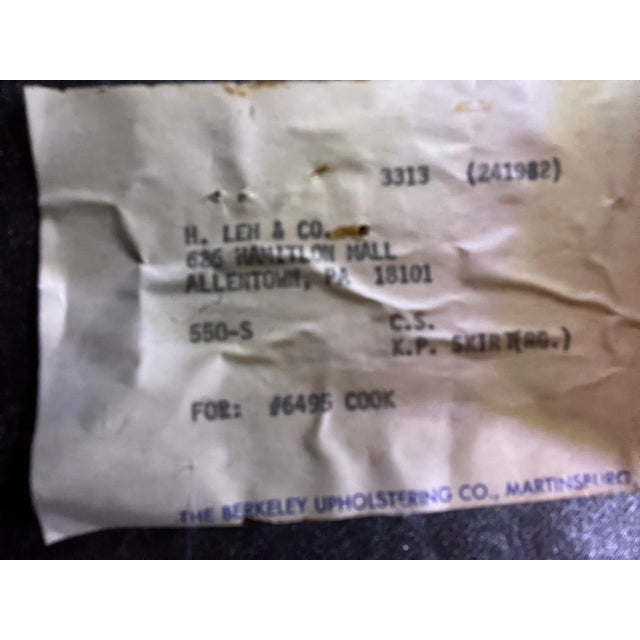 3313 (241982)
H. LEH & CO.
626 HAMITLON MALL
ALLENTOWN, PA 18101
550-S C.S.
K.P. SKIRT(RG.)
FOR: #6495 COOK
THE BERKELEY UPHOLSTERING CO., MARTINSBURG